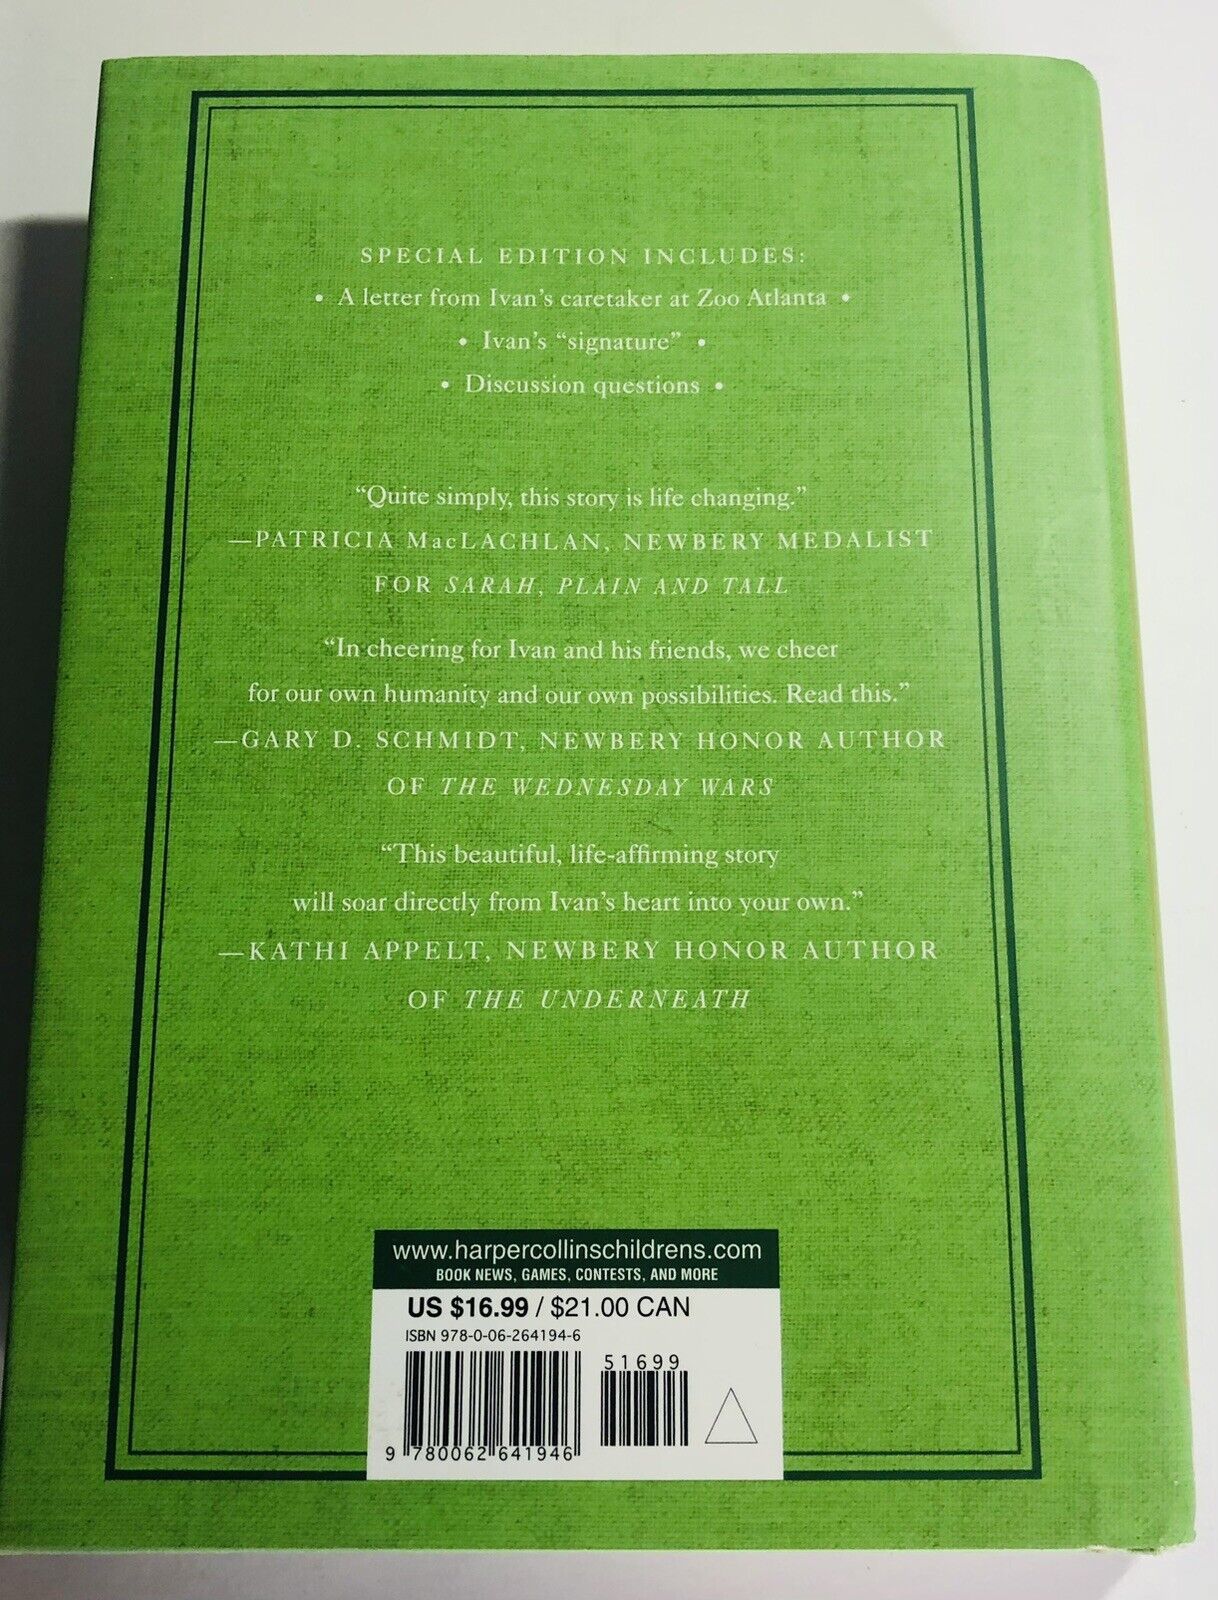 SPECIAL EDITION INCLUDES:
• A letter from Ivan's caretaker at Zoo Atlanta •
• Ivan's “signature” •
• Discussion questions •
“Quite simply, this story is life changing.”
—PATRICIA MacLACHLAN, NEWBERY MEDALIST
FOR SARAH, PLAIN AND TALL
“In cheering for Ivan and his friends, we cheer
for our own humanity and our own possibilities. Read this.”
—GARY D. SCHMIDT, NEWBERY HONOR AUTHOR
OF THE WEDNESDAY WARS
“This beautiful, life-affirming story
will soar directly from Ivan's heart into your own.”
—KATHI APPELT, NEWBERY HONOR AUTHOR
OF THE UNDERNEATH
www.harpercollinschildrens.com
BOOK NEWS, GAMES, CONTESTS, AND MORE
US $16.99 / $21.00 CAN
ISBN 978-0-06-264194-6
51699
9 780062 641946